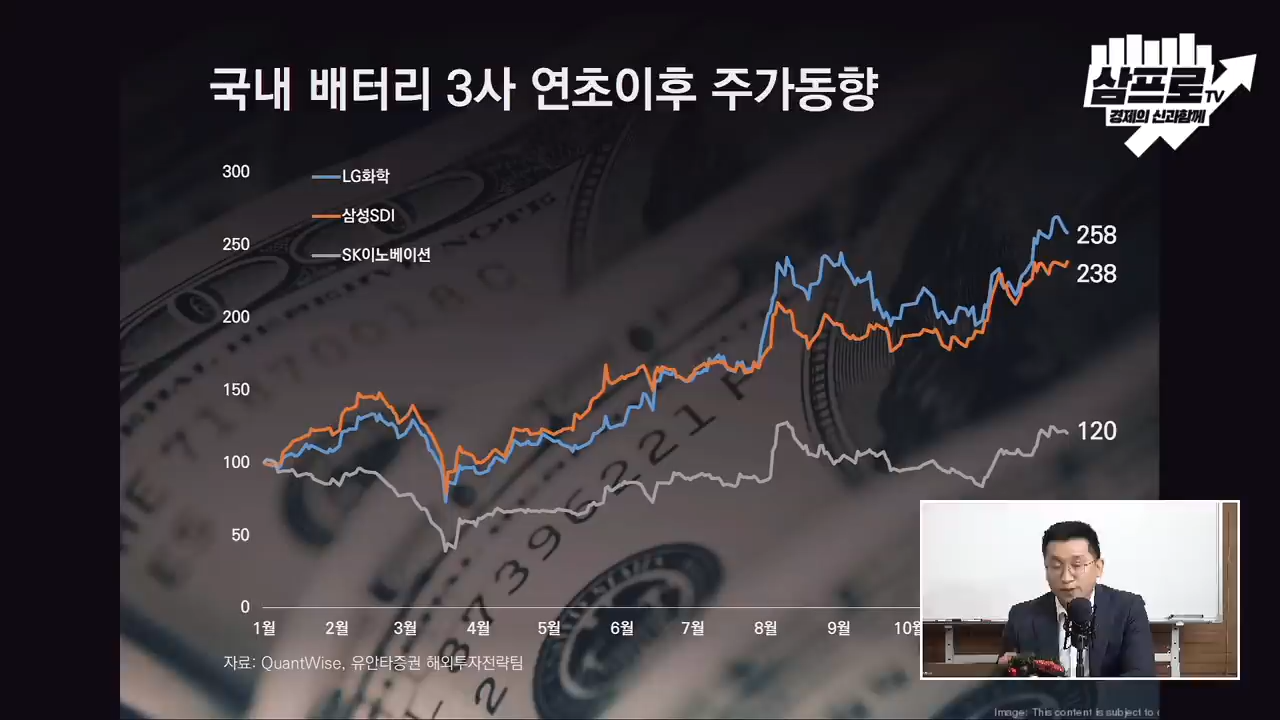 국내 배터리 3사 연초이후 주가동향
삼프로TV
경제의 신과함께
300
250
200
150
100
50
0
LG화학
삼성SDI
SK이노베이션
258
238
120
1월 2월 3월 4월 5월 6월 7월 8월 9월
자료: QuantWise, 유안타증권 해외투자전략팀
Image: This content is subject to